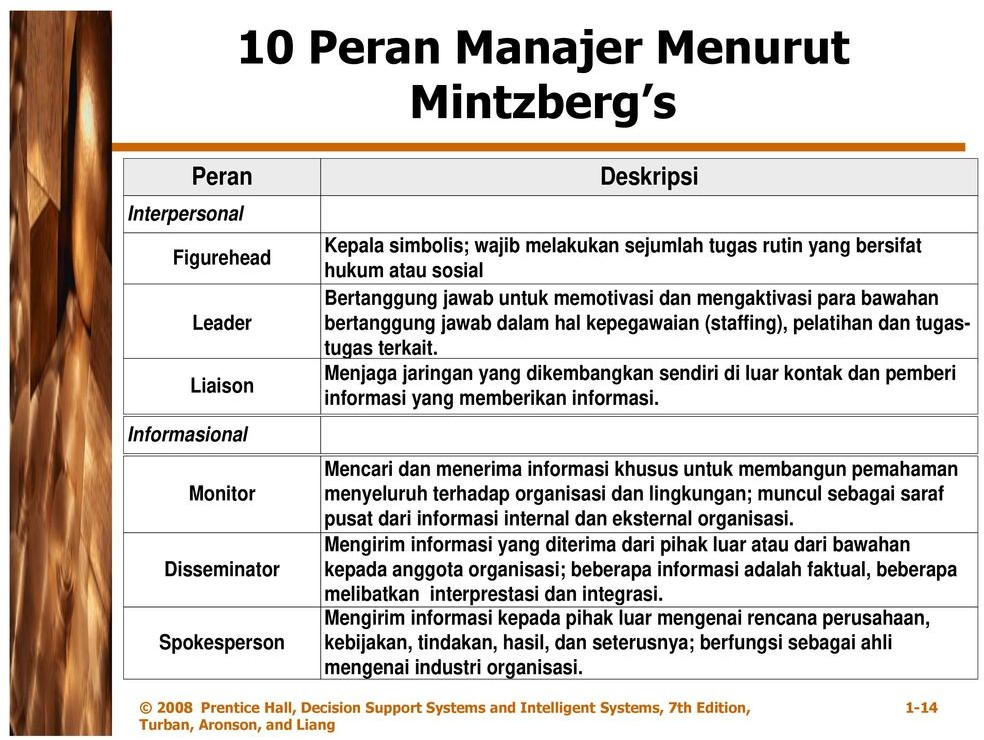 10 Peran Manajer Menurut
Mintzberg’s
Peran Deskripsi
Interpersonal
Figurehead
Kepala simbolis; wajib melakukan sejumlah tugas rutin yang bersifat
hukum atau sosial
Leader
Bertanggung jawab untuk memotivasi dan mengaktivasi para bawahan
bertanggung jawab dalam hal kepegawaian (staffing), pelatihan dan tugas-
tugas terkait.
Liaison
Menjaga jaringan yang dikembangkan sendiri di luar kontak dan pemberi
informasi yang memberikan informasi.
Informasional
Monitor
Mencari dan menerima informasi khusus untuk membangun pemahaman
menyeluruh terhadap organisasi dan lingkungan; muncul sebagai saraf
pusat dari informasi internal dan eksternal organisasi.
Disseminator
Mengirim informasi yang diterima dari pihak luar atau dari bawahan
kepada anggota organisasi; beberapa informasi adalah faktual, beberapa
melibatkan  interprestasi dan integrasi.
Spokesperson
Mengirim informasi kepada pihak luar mengenai rencana perusahaan,
kebijakan, tindakan, hasil, dan seterusnya; berfungsi sebagai ahli
mengenai industri organisasi.
© 2008  Prentice Hall, Decision Support Systems and Intelligent Systems, 7th Edition,
Turban, Aronson, and Liang
1-14